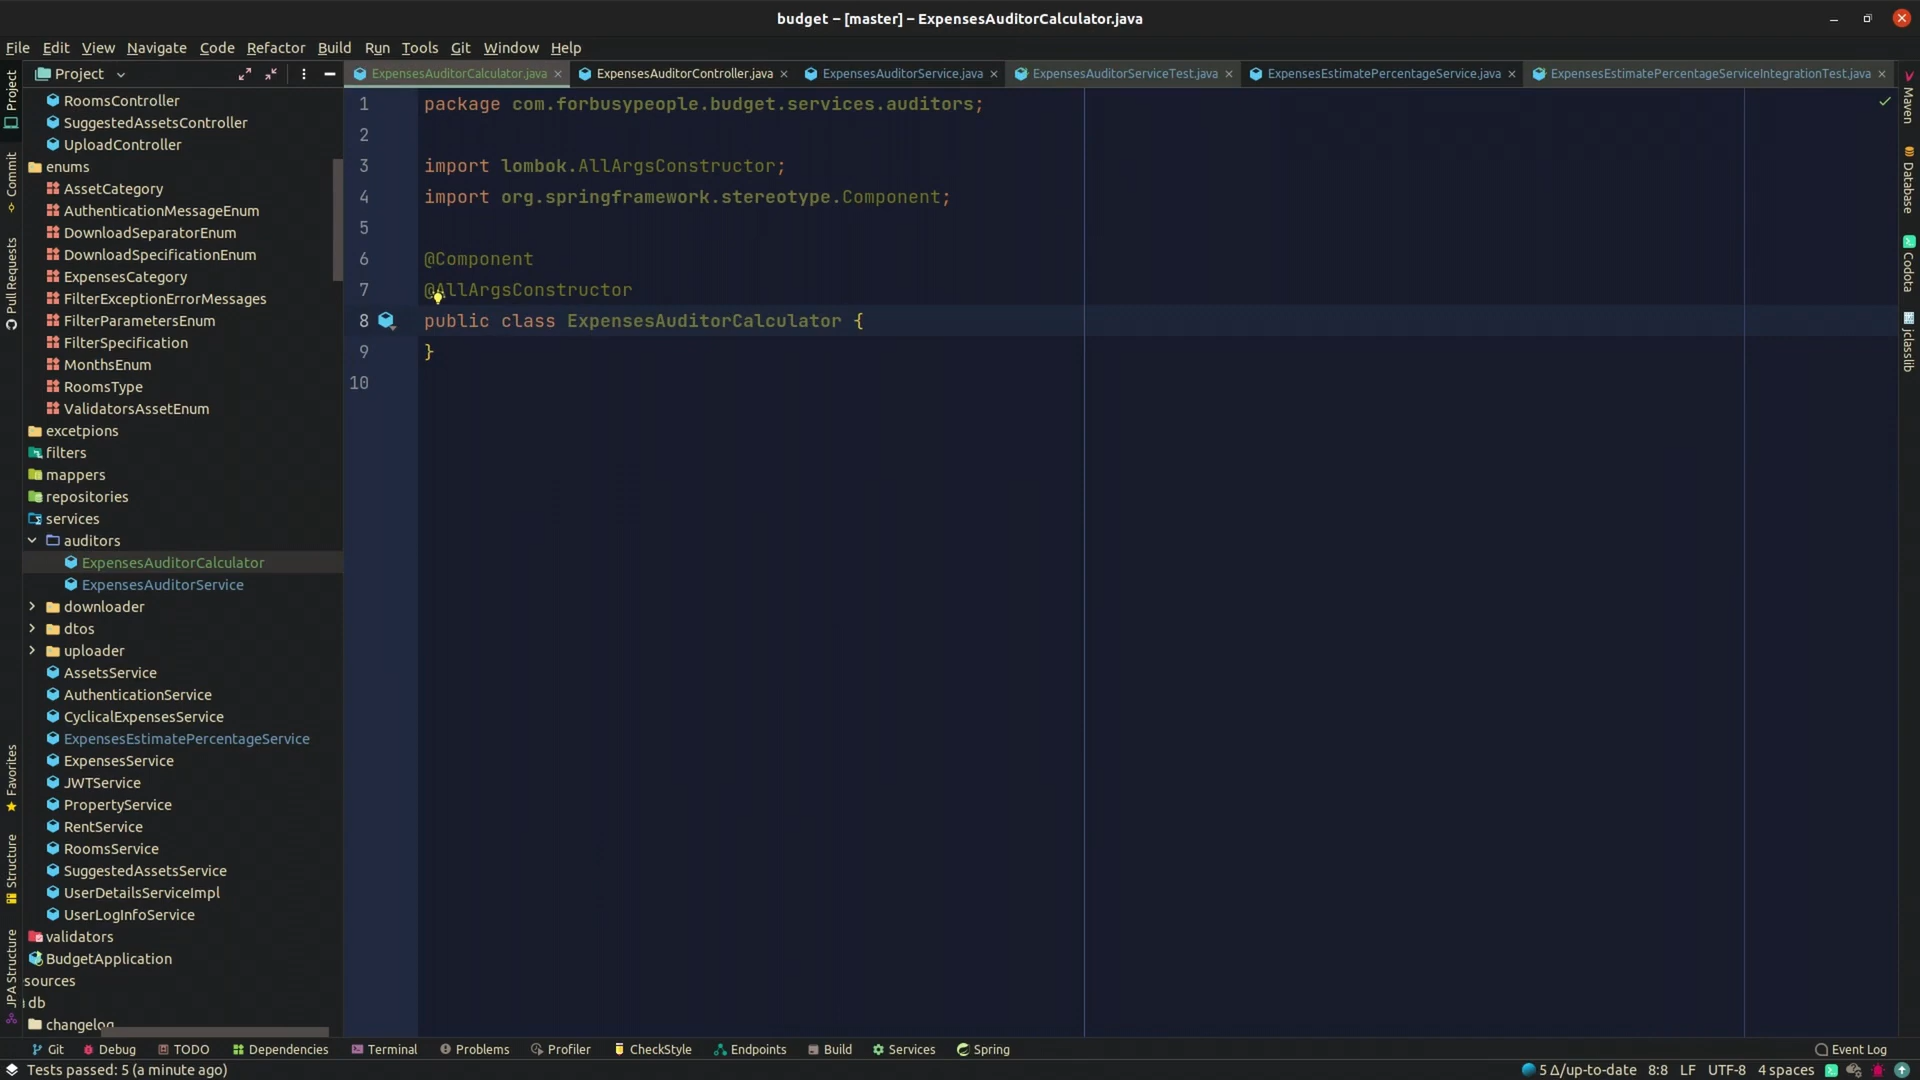 budget – [master] – ExpensesAuditorCalculator.java
File Edit View Navigate Code Refactor Build Run Tools Git Window Help
Project
ExpensesAuditorCalculator.java
ExpensesAuditorController.java
ExpensesAuditorService.java
ExpensesAuditorServiceTest.java
ExpensesEstimatePercentageService.java
ExpensesEstimatePercentageServiceIntegrationTest.java
Project
Commit
Pull Requests
Favorites
Structure
JPA Structure
RoomsController
SuggestedAssetsController
UploadController
enums
AssetCategory
AuthenticationMessageEnum
DownloadSeparatorEnum
DownloadSpecificationEnum
ExpensesCategory
FilterExceptionErrorMessages
FilterParametersEnum
FilterSpecification
MonthsEnum
RoomsType
ValidatorsAssetEnum
excetpions
filters
mappers
repositories
services
auditors
ExpensesAuditorCalculator
ExpensesAuditorService
downloader
dtos
uploader
AssetsService
AuthenticationService
CyclicalExpensesService
ExpensesEstimatePercentageService
ExpensesService
JWTService
PropertyService
RentService
RoomsService
SuggestedAssetsService
UserDetailsServiceImpl
UserLogInfoService
validators
BudgetApplication
sources
db
changelog
1 package com.forbusypeople.budget.services.auditors;
2
3 import lombok.AllArgsConstructor;
4 import org.springframework.stereotype.Component;
5
6 @Component
7 @AllArgsConstructor
8 public class ExpensesAuditorCalculator {
9 }
10
Maven
Database
Codota
jclasslib
Git Debug TODO Dependencies Terminal Problems Profiler CheckStyle Endpoints Build Services Spring Event Log
Tests passed: 5 (a minute ago) 5 Δ/up-to-date 8:8 LF UTF-8 4 spaces